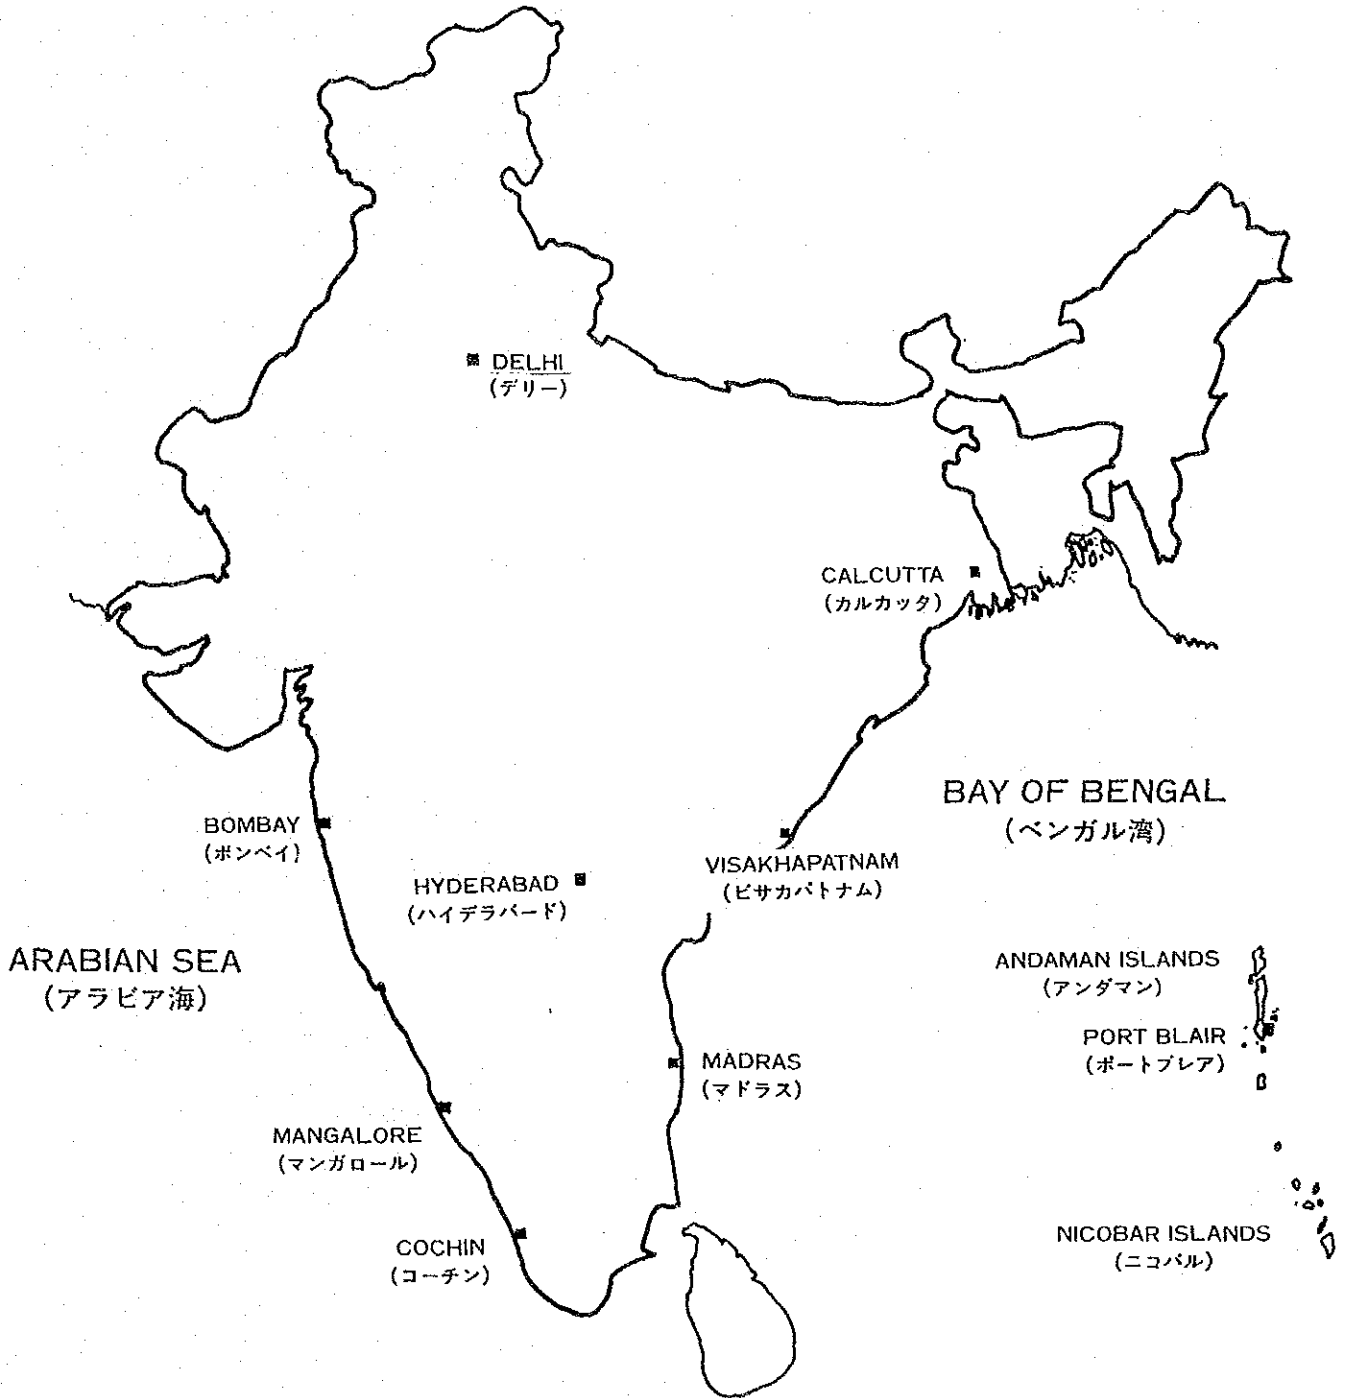 DELHI
(デリー)
CALCUTTA
(カルカッタ)
BAY OF BENGAL
(ベンガル湾)
BOMBAY
(ボンベイ)
VISAKHAPATNAM
(ビサカパトナム)
HYDERABAD
(ハイデラバード)
ARABIAN SEA
(アラビア海)
ANDAMAN ISLANDS
(アンダマン)
PORT BLAIR
(ポートブレア)
MADRAS
(マドラス)
MANGALORE
(マンガロール)
COCHIN
(コーチン)
NICOBAR ISLANDS
(ニコバル)